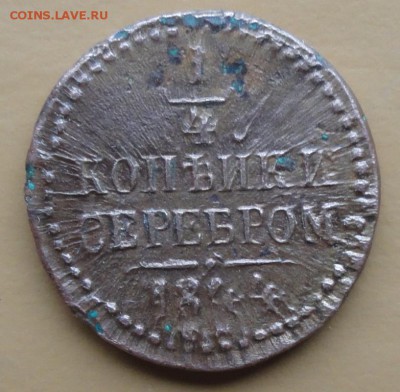 COINS.LAVE.RU
1
4
КОПѢЙКИ
СЕРЕБРОМ